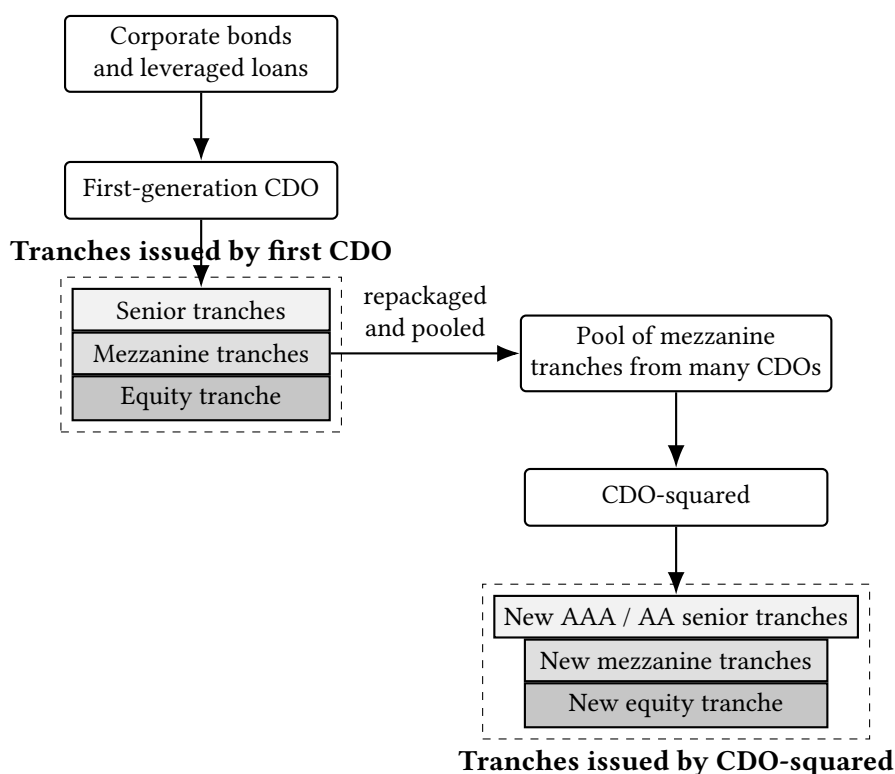 Corporate bonds
and leveraged loans
First-generation CDO
Tranches issued by first CDO
Senior tranches
Mezzanine tranches
Equity tranche
repackaged
and pooled
Pool of mezzanine
tranches from many CDOs
CDO-squared
New AAA / AA senior tranches
New mezzanine tranches
New equity tranche
Tranches issued by CDO-squared